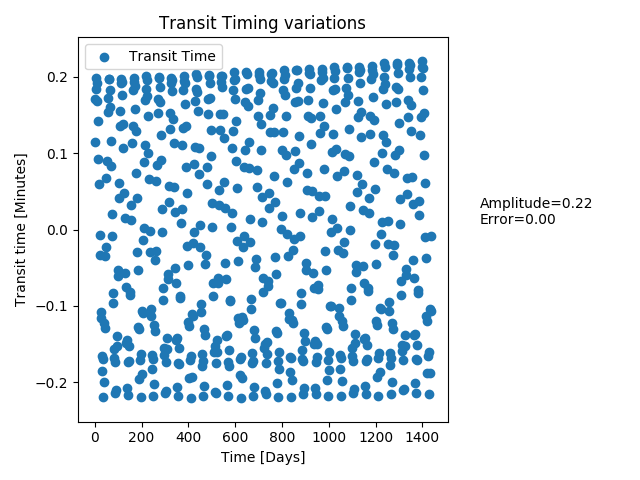 Transit Timing variations
Transit Time
Transit time [Minutes]
0.2
0.1
0.0
−0.1
−0.2
0 200 400 600 800 1000 1200 1400
Time [Days]
Amplitude=0.22
Error=0.00